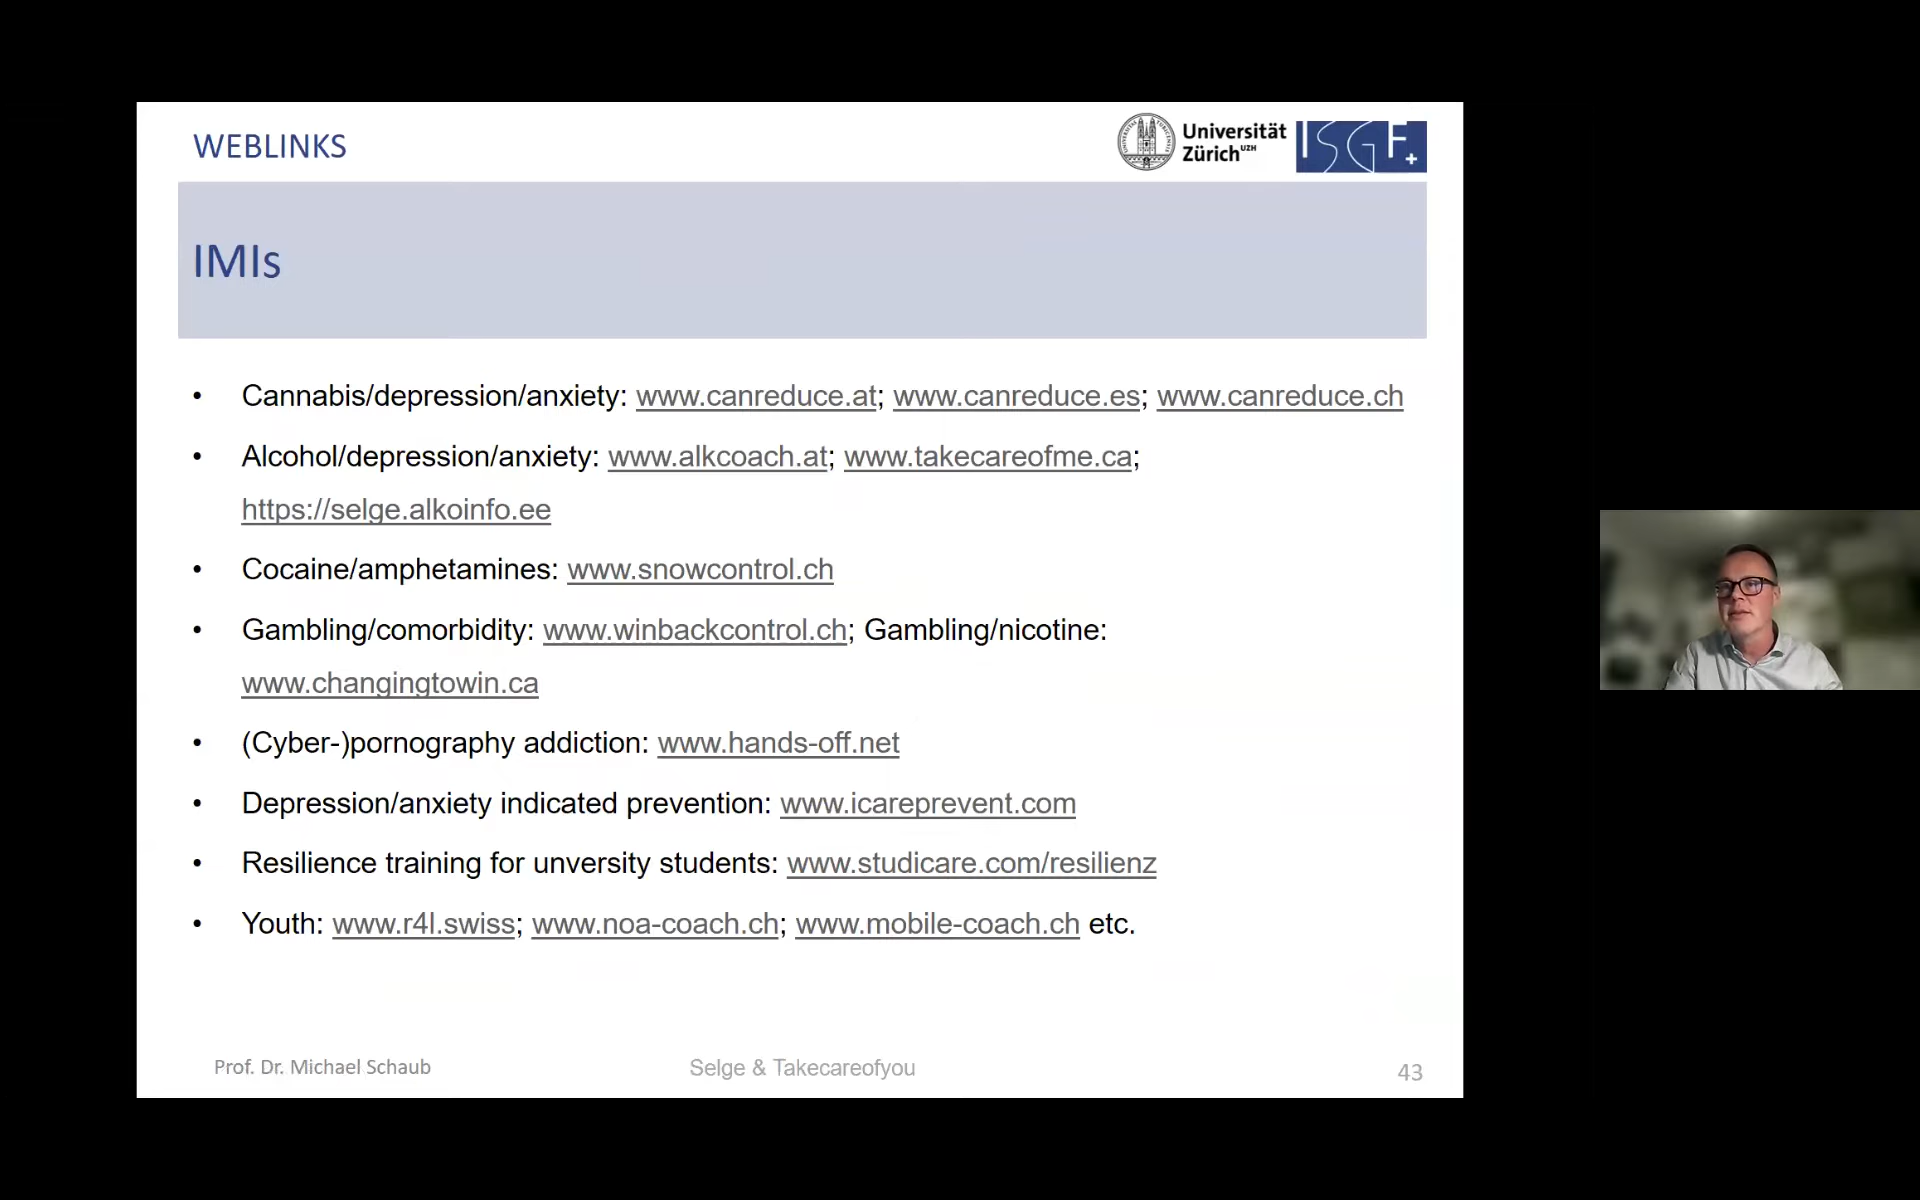 WEBLINKS
Universität
Zürich UZH
ISGF
IMIs
• Cannabis/depression/anxiety: www.canreduce.at; www.canreduce.es; www.canreduce.ch
• Alcohol/depression/anxiety: www.alkcoach.at; www.takecareofme.ca;
https://selge.alkoinfo.ee
• Cocaine/amphetamines: www.snowcontrol.ch
• Gambling/comorbidity: www.winbackcontrol.ch; Gambling/nicotine:
www.changingtowin.ca
• (Cyber-)pornography addiction: www.hands-off.net
• Depression/anxiety indicated prevention: www.icareprevent.com
• Resilience training for unversity students: www.studicare.com/resilienz
• Youth: www.r4l.swiss; www.noa-coach.ch; www.mobile-coach.ch etc.
Prof. Dr. Michael Schaub
Selge & Takecareofyou
43